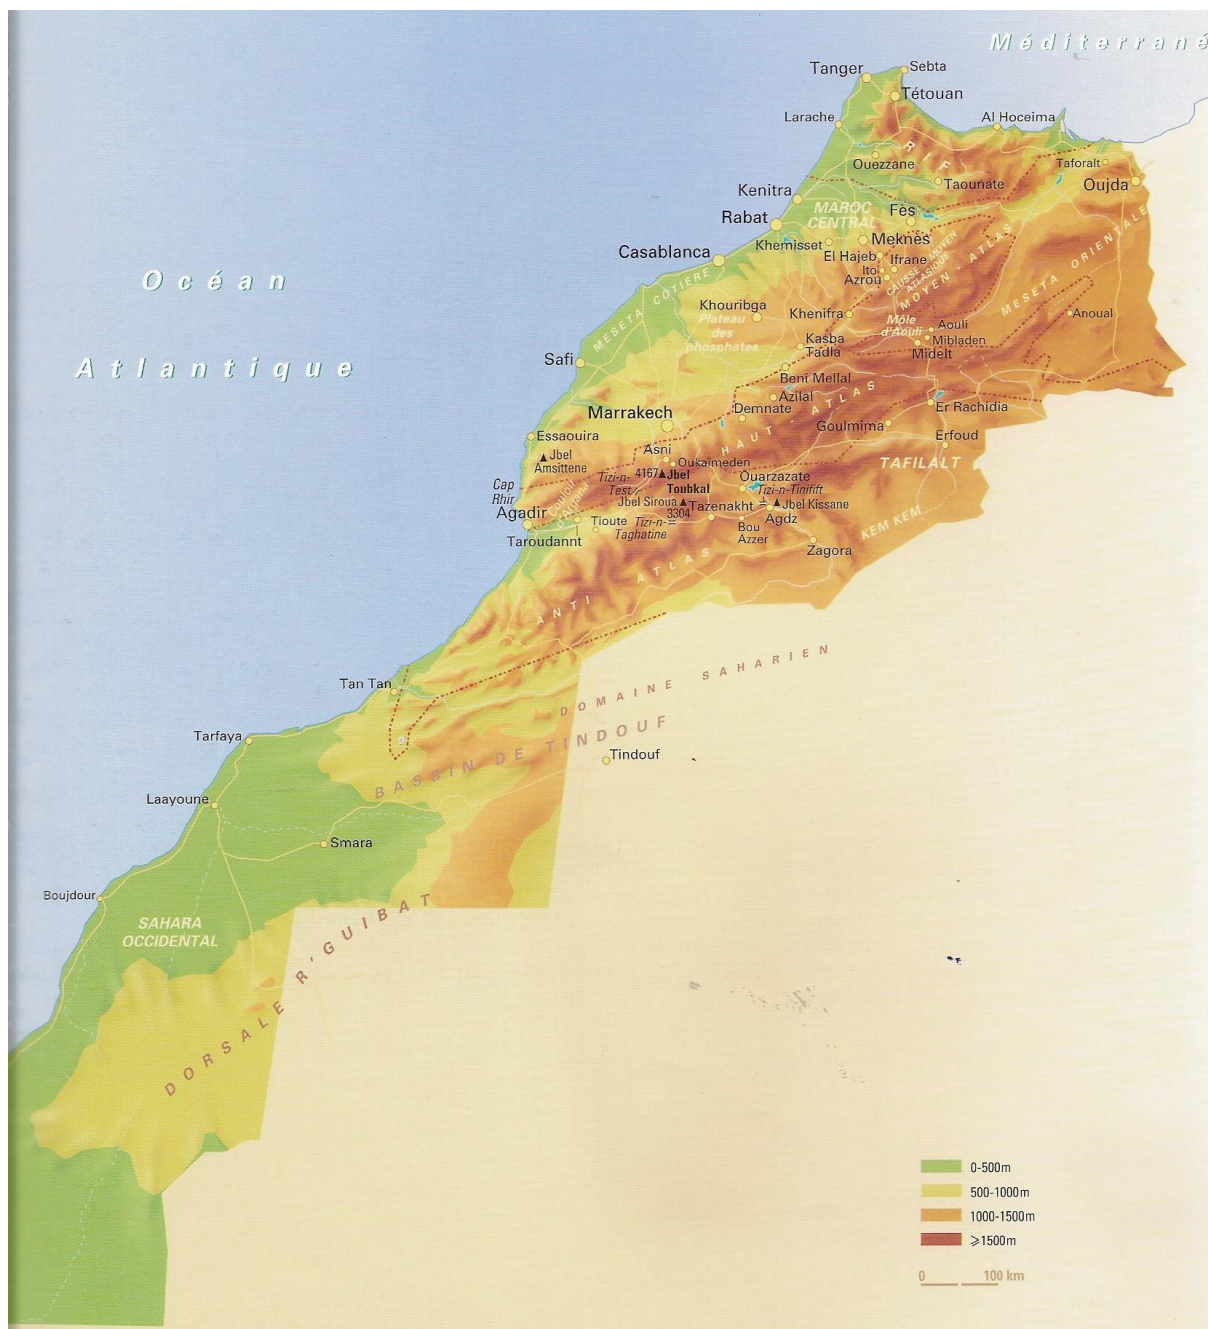 Méditerrané
Tanger
Sebta
Tétouan
Larache
Al Hoceima
RIF
Ouezzane
Taforalt
Taounate
Oujda
Kenitra
MAROC
CENTRAL
Fès
Rabat
Khemisset
Meknès
Casablanca
El Hajeb
Ifrane
Ito
Azrou
CAUSSE MOYEN
ATLASIQUE
MOYEN - ATLAS
MESETA ORIENTALE
Océan
Atlantique
MESETA CÔTIÈRE
Khouribga
Plateau
des
phosphates
Khenifra
Môle
d'Aouli
Aouli
Mibladen
Midelt
Anoual
Kasba
Tadla
Safi
Beni Mellal
Azilal
Demnate
HAUT - ATLAS
Er Rachidia
Marrakech
Goulmima
Essaouira
Erfoud
Jbel
Amsittene
Asni
Oukaïmeden
TAFILALT
4167
Jbel
Toubkal
Tizi-n-
Test
Ouarzazate
Tizi-n-Tinifift
Cap
Rhir
Couloir
Jbel Siroua
3304
Tazenakht
Jbel Kissane
Agadir
Agdz
Tioute
Tizi-n-
Taghatine
Bou
Azzer
KEM KEM
Taroudannt
Zagora
ANTI ATLAS
Tan Tan
DOMAINE SAHARIEN
BASSIN DE TINDOUF
Tarfaya
Tindouf
Laayoune
Smara
Boujdour
SAHARA
OCCIDENTAL
DORSALE R'GUIBAT
0-500m
500-1000m
1000-1500m
⩾1500m
0 100 km